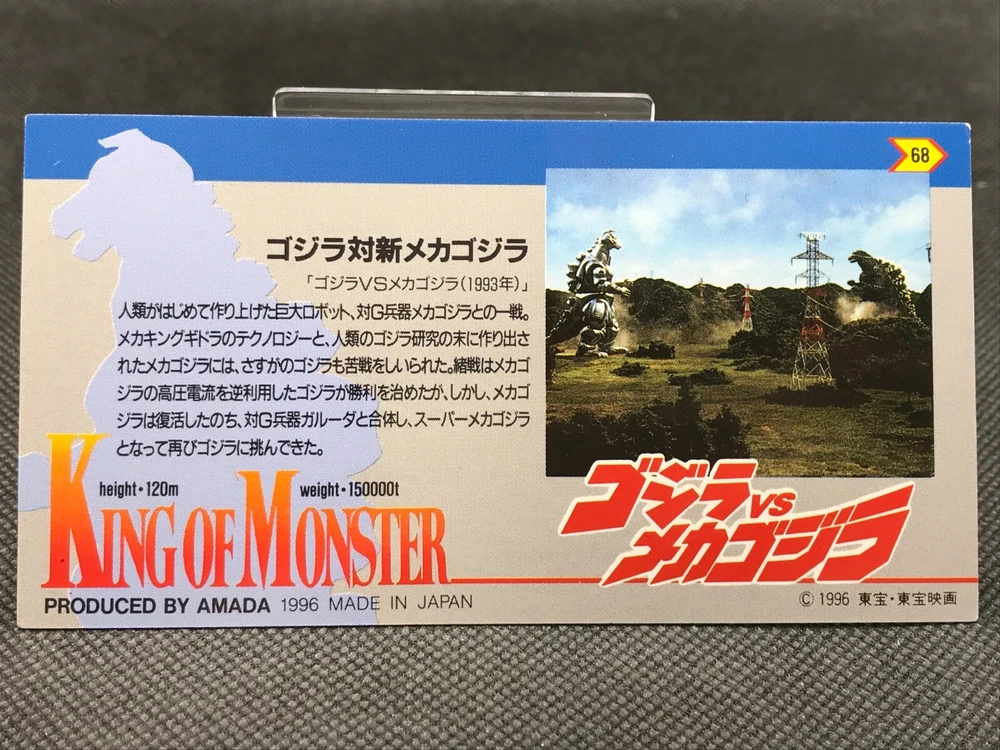 68
ゴジラ対新メカゴジラ
「ゴジラVSメカゴジラ(1993年)」
人類がはじめて作り上げた巨大ロボット、対G兵器メカゴジラとの一戦。
メカキングギドラのテクノロジーと、人類のゴジラ研究の末に作り出さ
れたメカゴジラには、さすがのゴジラも苦戦をしいられた。緒戦はメカゴ
ジラの高圧電流を逆利用したゴジラが勝利を治めたが、しかし、メカゴ
ジラは復活したのち、対G兵器ガルーダと合体し、スーパーメカゴジラ
となって再びゴジラに挑んできた。
height・120m weight・150000t
KING OF MONSTER
ゴジラVS
メカゴジラ
PRODUCED BY AMADA 1996 MADE IN JAPAN
© 1996 東宝・東宝映画